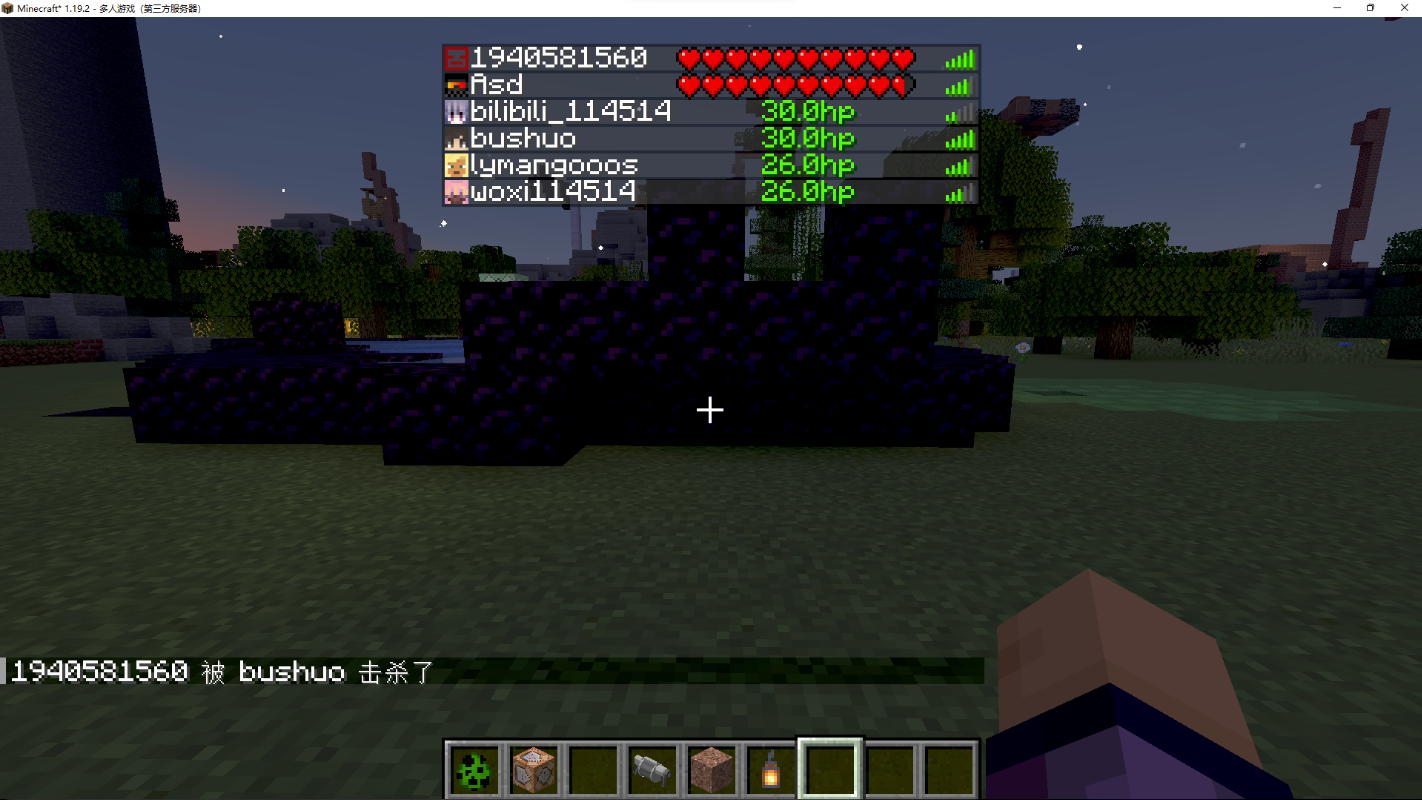 Minecraft* 1.19.2 - 多人游戏（第三方服务器）
1940581560
Asd
bilibili_114514 30.0hp
bushuo 30.0hp
lymangooos 26.0hp
woxi114514 26.0hp
1940581560 被 bushuo 击杀了